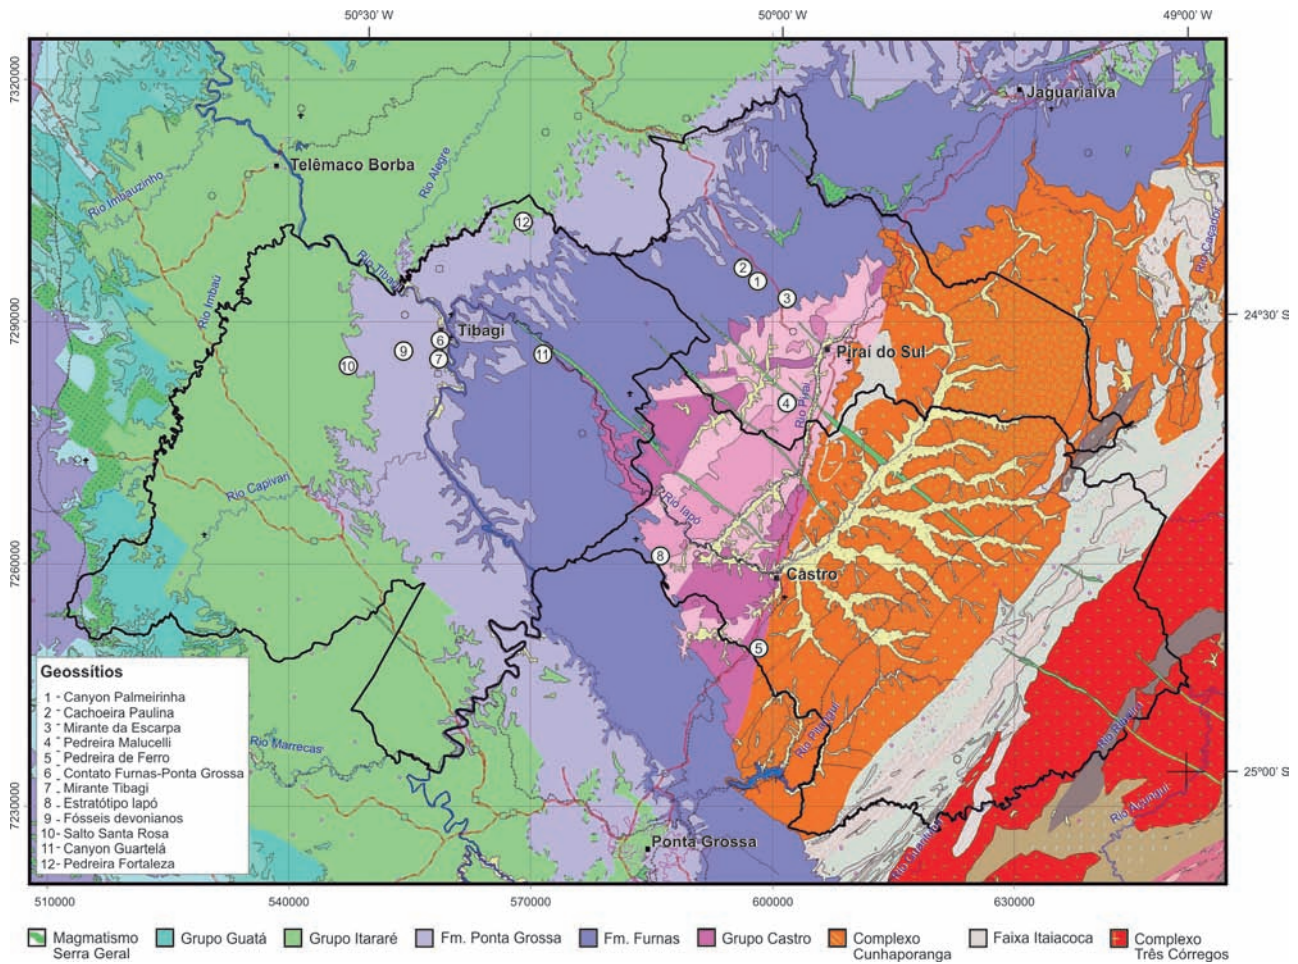 50°30' W
50°00' W
49°00' W
7320000
7290000
7260000
7230000
24°30' S
25°00' S
Jaguariaíva
Telêmaco Borba
Rio Alegre
Rio Imbauzinho
Rio Caçador
12
Rio Tibagi
2
1
3
Rio Imbaú
Tibagi
6
9
7
10
11
Piraí do Sul
4
Rio Piraí
Rio Capivari
Rio Iapó
8
Castro
5
Rio Pitangui
Rio Ribeira
Rio Marrecas
Rio Açungui
Ponta Grossa
Geossítios
1 - Canyon Palmeirinha
2 - Cachoeira Paulina
3 - Mirante da Escarpa
4 - Pedreira Malucelli
5 - Pedreira de Ferro
6 - Contato Furnas-Ponta Grossa
7 - Mirante Tibagi
8 - Estratótipo Iapó
9 - Fósseis devonianos
10- Salto Santa Rosa
11- Canyon Guartelá
12- Pedreira Fortaleza
510000
540000
570000
600000
630000
Magmatismo
Serra Geral
Grupo Guatá
Grupo Itararé
Fm. Ponta Grossa
Fm. Furnas
Grupo Castro
Complexo
Cunhaporanga
Faixa Itaiacoca
Complexo
Três Córregos